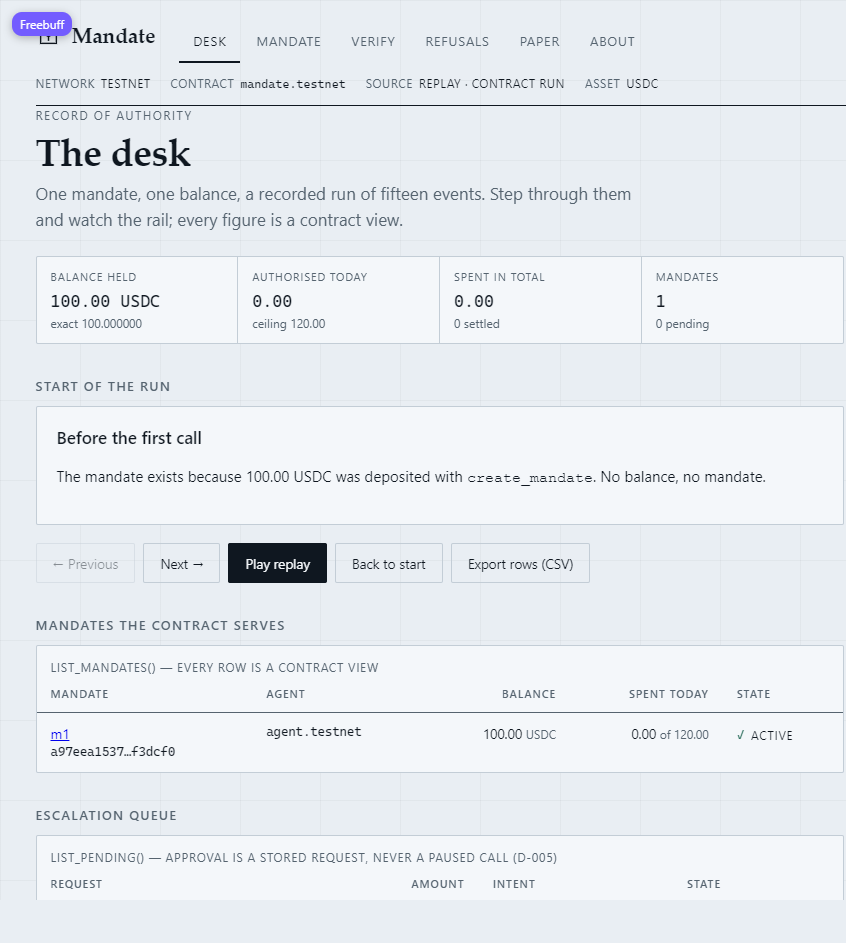 Freebuff
Mandate
DESK MANDATE VERIFY REFUSALS PAPER ABOUT
NETWORK TESTNET CONTRACT mandate.testnet SOURCE REPLAY · CONTRACT RUN ASSET USDC
RECORD OF AUTHORITY
The desk
One mandate, one balance, a recorded run of fifteen events. Step through them
and watch the rail; every figure is a contract view.
BALANCE HELD AUTHORISED TODAY SPENT IN TOTAL MANDATES
100.00 USDC 0.00 0.00 1
exact 100.000000 ceiling 120.00 0 settled 0 pending
START OF THE RUN
Before the first call
The mandate exists because 100.00 USDC was deposited with create_mandate. No balance, no mandate.
← Previous Next → Play replay Back to start Export rows (CSV)
MANDATES THE CONTRACT SERVES
LIST_MANDATES() — EVERY ROW IS A CONTRACT VIEW
MANDATE AGENT BALANCE SPENT TODAY STATE
m1 agent.testnet 100.00 USDC 0.00 of 120.00 ✓ ACTIVE
a97eea1537…f3dcf0
ESCALATION QUEUE
LIST_PENDING() — APPROVAL IS A STORED REQUEST, NEVER A PAUSED CALL (D-005)
REQUEST AMOUNT INTENT STATE